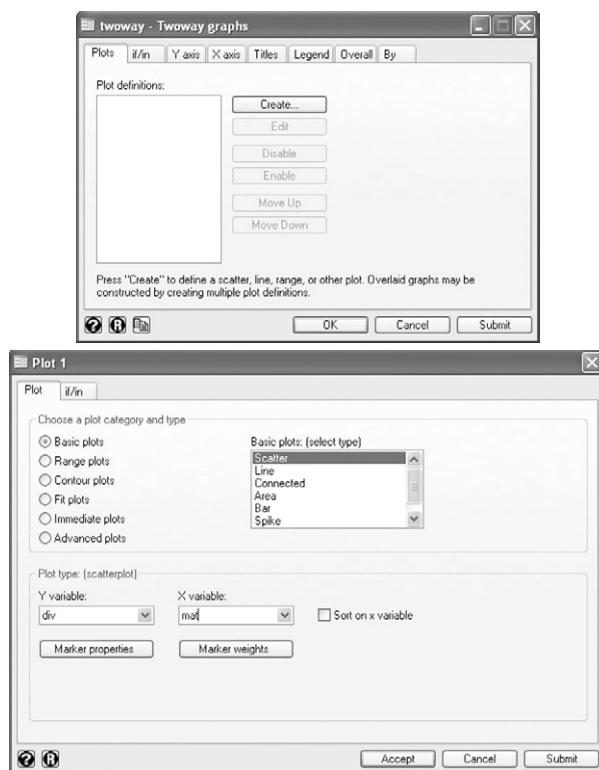 twoway - Twoway graphs
Plots if/in Y axis X axis Titles Legend Overall By
Plot definitions:
Create...
Edit
Disable
Enable
Move Up
Move Down
Press "Create" to define a scatter, line, range, or other plot. Overlaid graphs may be
constructed by creating multiple plot definitions.
? R OK Cancel Submit
Plot 1
Plot if/in
Choose a plot category and type
Basic plots
Range plots
Contour plots
Fit plots
Immediate plots
Advanced plots
Basic plots: (select type)
Scatter
Line
Connected
Area
Bar
Spike
Plot type: (scatterplot)
Y variable: X variable:
div mat Sort on x variable
Marker properties Marker weights
? R Accept Cancel Submit